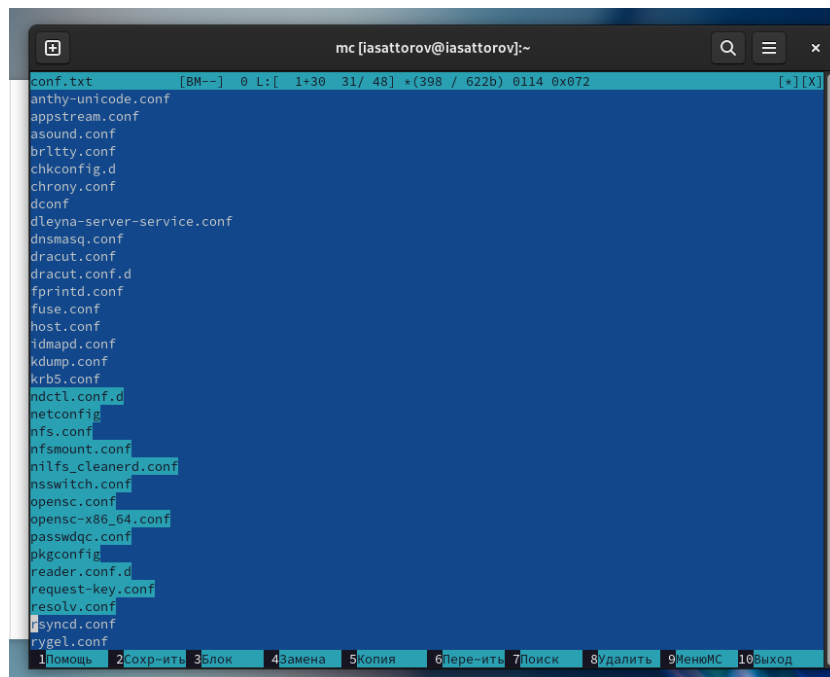 mc [iasattorov@iasattorov]:~
conf.txt [BM--] 0 L:[ 1+30 31/ 48] *(398 / 622b) 0114 0x072 [*][X]
anthy-unicode.conf
appstream.conf
asound.conf
brltty.conf
chkconfig.d
chrony.conf
dconf
dleyna-server-service.conf
dnsmasq.conf
dracut.conf
dracut.conf.d
fprintd.conf
fuse.conf
host.conf
idmapd.conf
kdump.conf
krb5.conf
ndctl.conf.d
netconfig
nfs.conf
nfsmount.conf
nilfs_cleanerd.conf
nsswitch.conf
opensc.conf
opensc-x86_64.conf
passwdqc.conf
pkgconfig
reader.conf.d
request-key.conf
resolv.conf
rsyncd.conf
rygel.conf
1Помощь 2Сохр~ить 3Блок 4Замена 5Копия 6Пере~ить 7Поиск 8Удалить 9МенюMC 10Выход